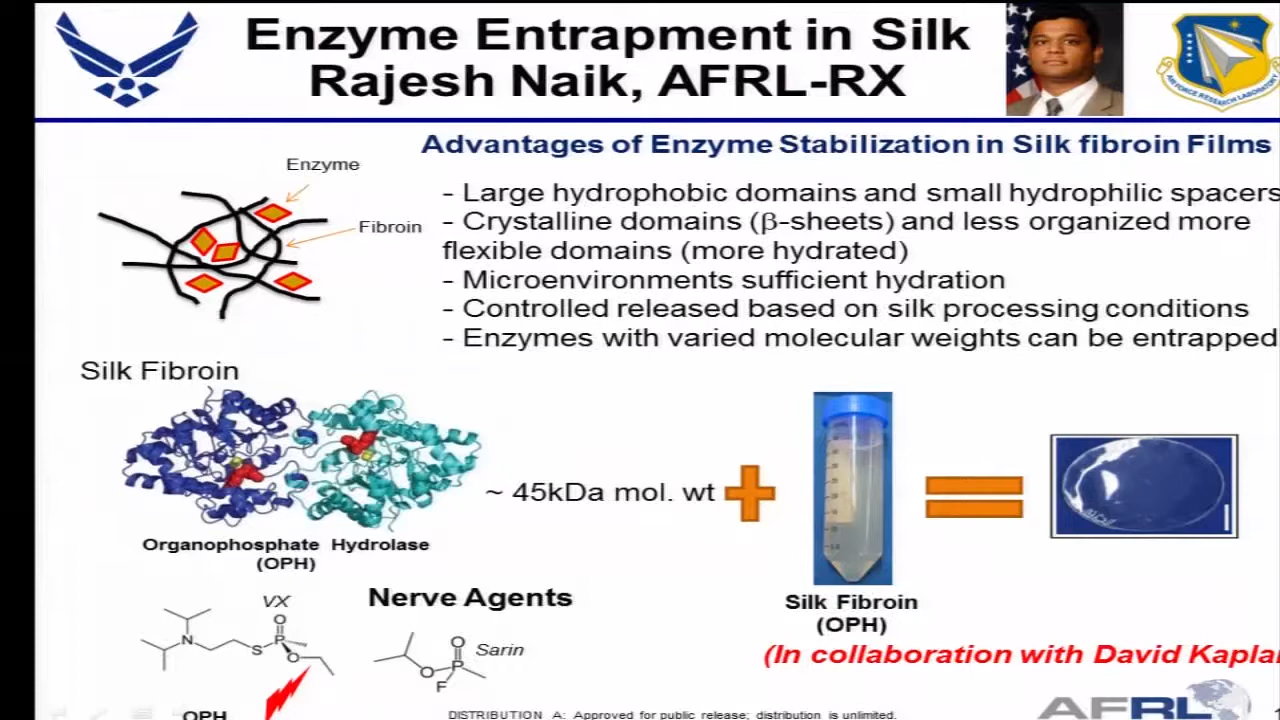 Enzyme Entrapment in Silk
Rajesh Naik, AFRL-RX
AIR FORCE RESEARCH LABORATORY
Advantages of Enzyme Stabilization in Silk fibroin Films
Enzyme
Fibroin
- Large hydrophobic domains and small hydrophilic spacers
- Crystalline domains (β-sheets) and less organized more
flexible domains (more hydrated)
- Microenvironments sufficient hydration
- Controlled released based on silk processing conditions
- Enzymes with varied molecular weights can be entrapped
Silk Fibroin
~ 45kDa mol. wt
Organophosphate Hydrolase
(OPH)
Silk Fibroin
(OPH)
Nerve Agents
VX
O
N
S
P
O
O
P
O
F
Sarin
(In collaboration with David Kaplan
OPH
DISTRIBUTION A: Approved for public release; distribution is unlimited.
AFRL